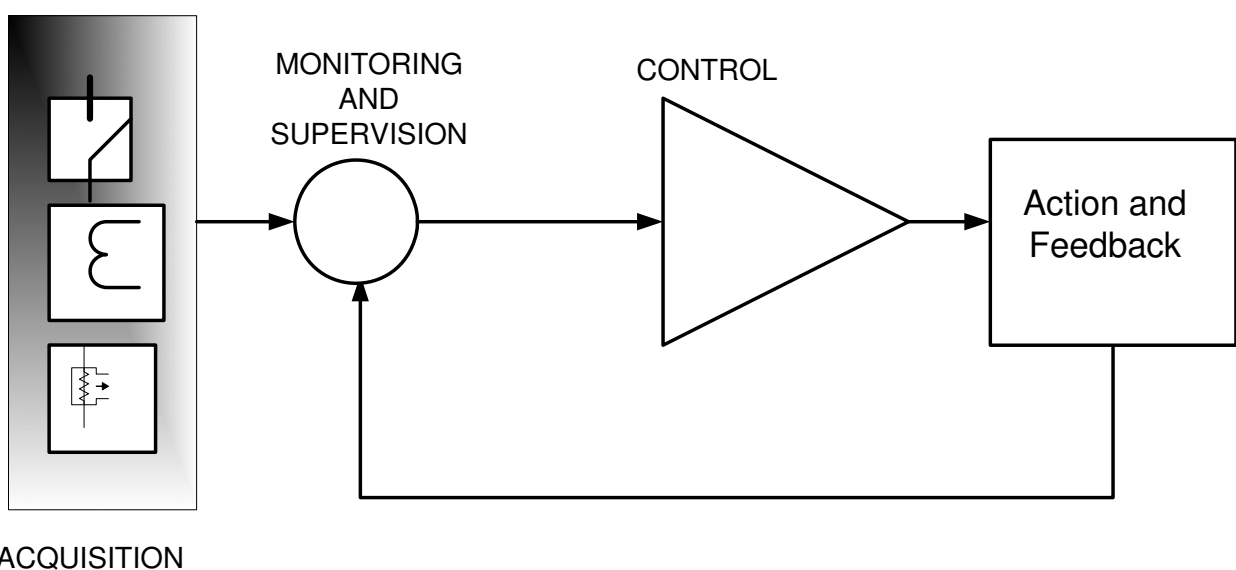 MONITORING
AND
SUPERVISION
CONTROL
Action and
Feedback
ACQUISITION